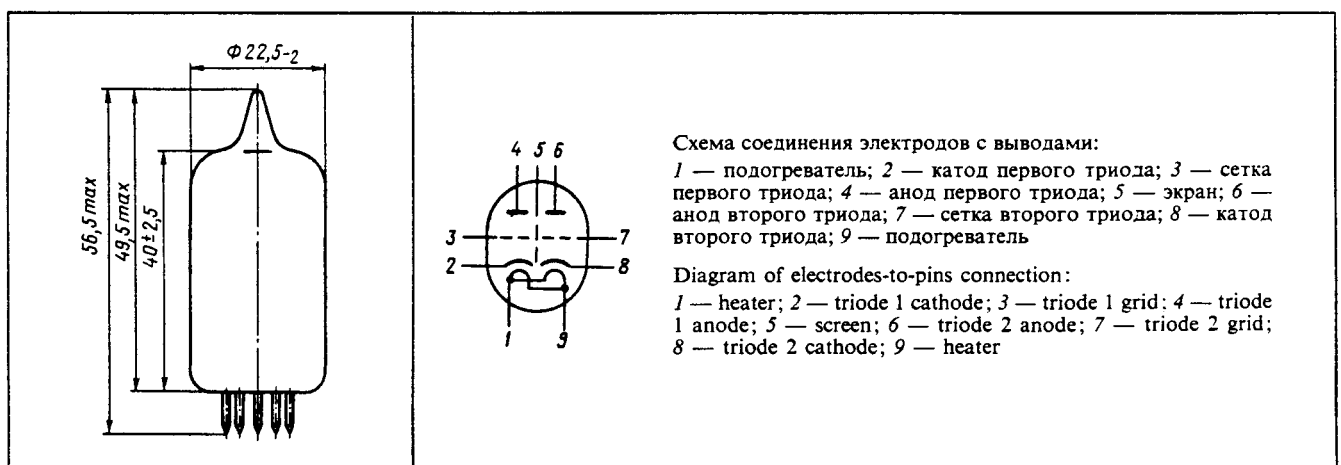 Φ22,5-2
56,5 max
49,5 max
40±2,5
4 5 6
3 7
2 8
1 9
Схема соединения электродов с выводами:
1 — подогреватель; 2 — катод первого триода; 3 — сетка
первого триода; 4 — анод первого триода; 5 — экран; 6 —
анод второго триода; 7 — сетка второго триода; 8 — катод
второго триода; 9 — подогреватель
Diagram of electrodes-to-pins connection:
1 — heater; 2 — triode 1 cathode; 3 — triode 1 grid: 4 — triode
1 anode; 5 — screen; 6 — triode 2 anode; 7 — triode 2 grid;
8 — triode 2 cathode; 9 — heater